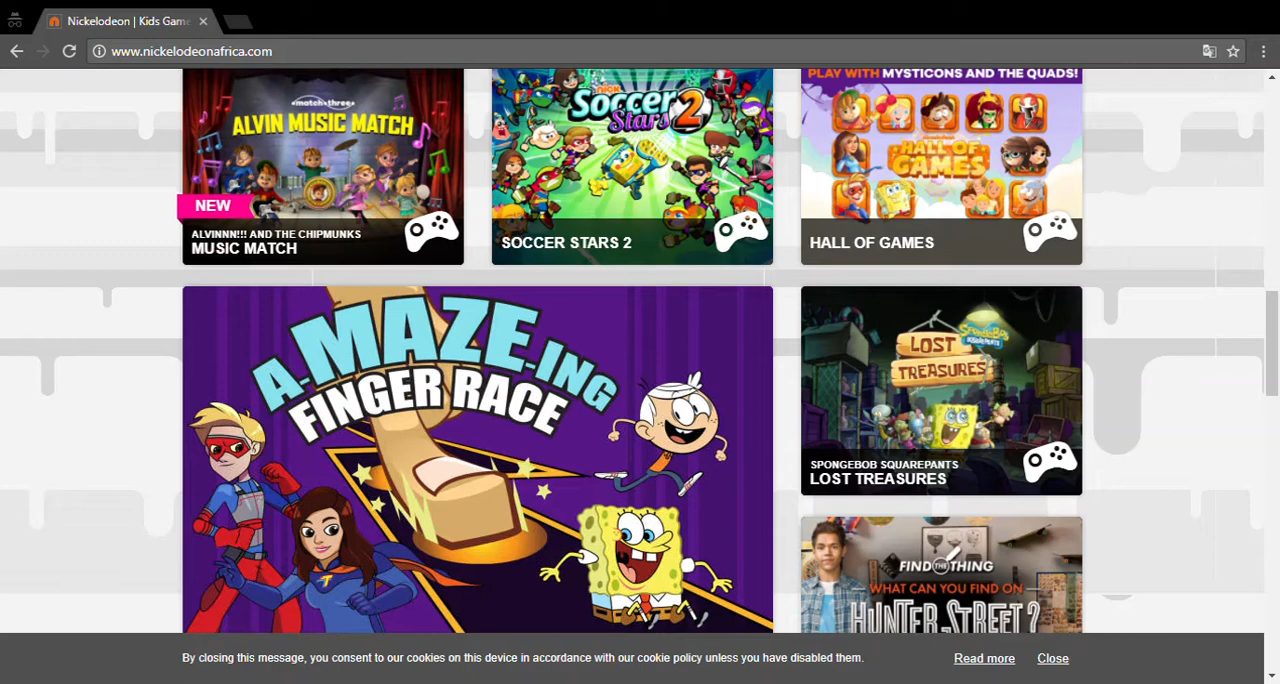 Nickelodeon | Kids Game
www.nickelodeonafrica.com
match-three
ALVIN MUSIC MATCH
NEW
ALVINNN!!! AND THE CHIPMUNKS
MUSIC MATCH
nick
Soccer
Stars 2
SOCCER STARS 2
PLAY WITH MYSTICONS AND THE QUADS!
HALL OF
GAMES
HALL OF GAMES
A-MAZE-ING
FINGER RACE
T
SpongeBob
SQUAREPANTS
LOST
TREASURES
SPONGEBOB SQUAREPANTS
LOST TREASURES
FIND THE THING
WHAT CAN YOU FIND ON
HUNTER STREET?
By closing this message, you consent to our cookies on this device in accordance with our cookie policy unless you have disabled them.
Read more
Close